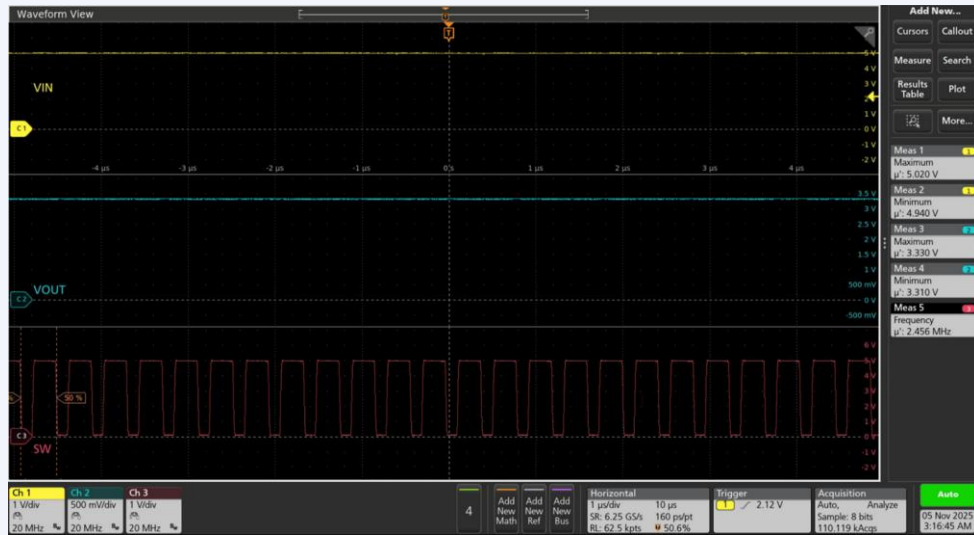 Waveform View
Add New...
Cursors
Callout
Measure
Search
Results
Table
Plot
More...
T
5 V
4 V
3 V
2 V
1 V
0 V
-1 V
-2 V
VIN
C1
-4 µs
-3 µs
-2 µs
-1 µs
0 s
1 µs
2 µs
3 µs
4 µs
3.5 V
3 V
2.5 V
2 V
1.5 V
1 V
500 mV
0 V
-500 mV
C2
VOUT
6 V
5 V
4 V
3 V
2 V
1 V
0 V
-1 V
-2 V
%
50 %
C3
SW
Meas 1
1
Maximum
µ': 5.020 V
Meas 2
1
Minimum
µ': 4.940 V
Meas 3
2
Maximum
µ': 3.330 V
Meas 4
2
Minimum
µ': 3.310 V
Meas 5
3
Frequency
µ': 2.456 MHz
Ch 1
1 V/div
20 MHz
Ch 2
500 mV/div
20 MHz
Ch 3
1 V/div
20 MHz
4
Add
New
Math
Add
New
Ref
Add
New
Bus
Horizontal
1 µs/div 10 µs
SR: 6.25 GS/s 160 ps/pt
RL: 62.5 kpts 50.6%
Trigger
1 2.12 V
Acquisition
Auto, Analyze
Sample: 8 bits
110.119 kAcqs
Auto
05 Nov 2025
3:16:45 AM